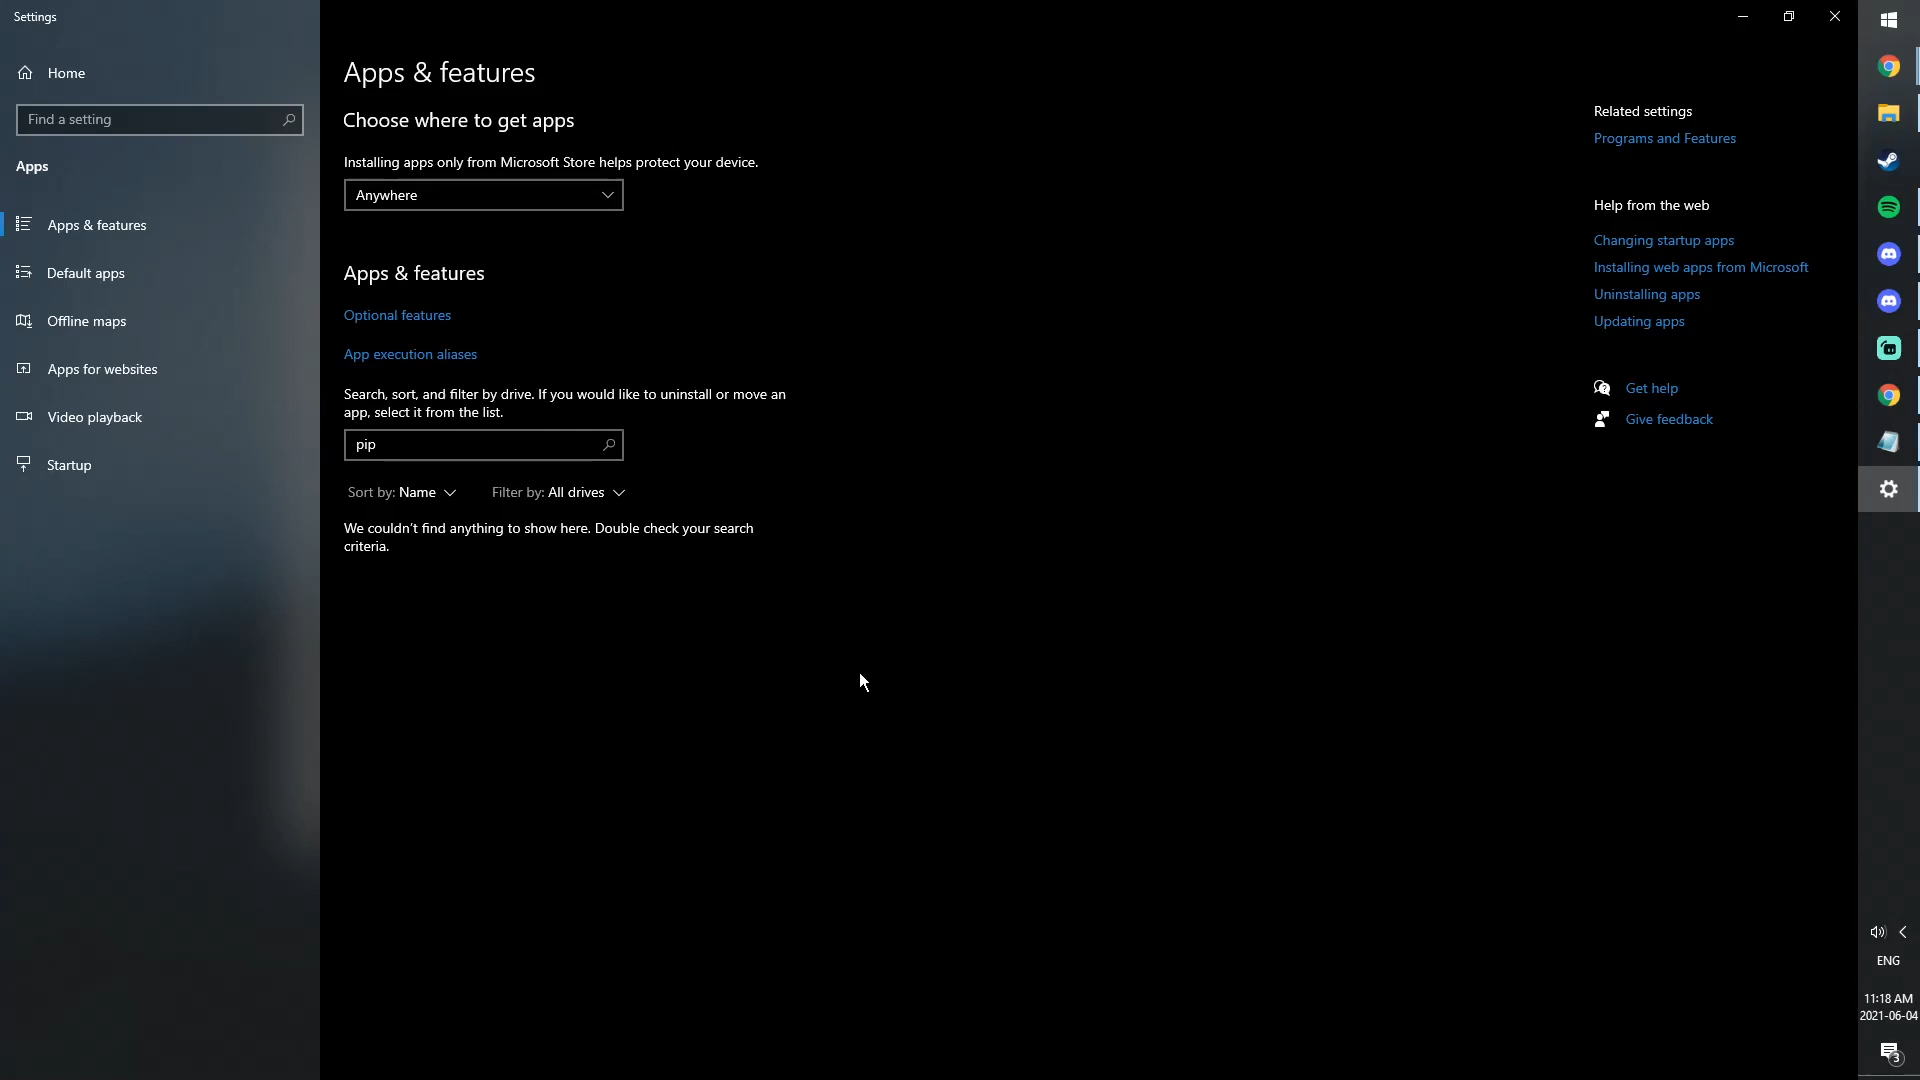 Settings
Home
Find a setting
Apps
Apps & features
Default apps
Offline maps
Apps for websites
Video playback
Startup
Apps & features
Choose where to get apps
Installing apps only from Microsoft Store helps protect your device.
Anywhere
Apps & features
Optional features
App execution aliases
Search, sort, and filter by drive. If you would like to uninstall or move an
app, select it from the list.
pip
Sort by: Name
Filter by: All drives
We couldn't find anything to show here. Double check your search
criteria.
Related settings
Programs and Features
Help from the web
Changing startup apps
Installing web apps from Microsoft
Uninstalling apps
Updating apps
Get help
Give feedback
ENG
11:18 AM
2021-06-04
3